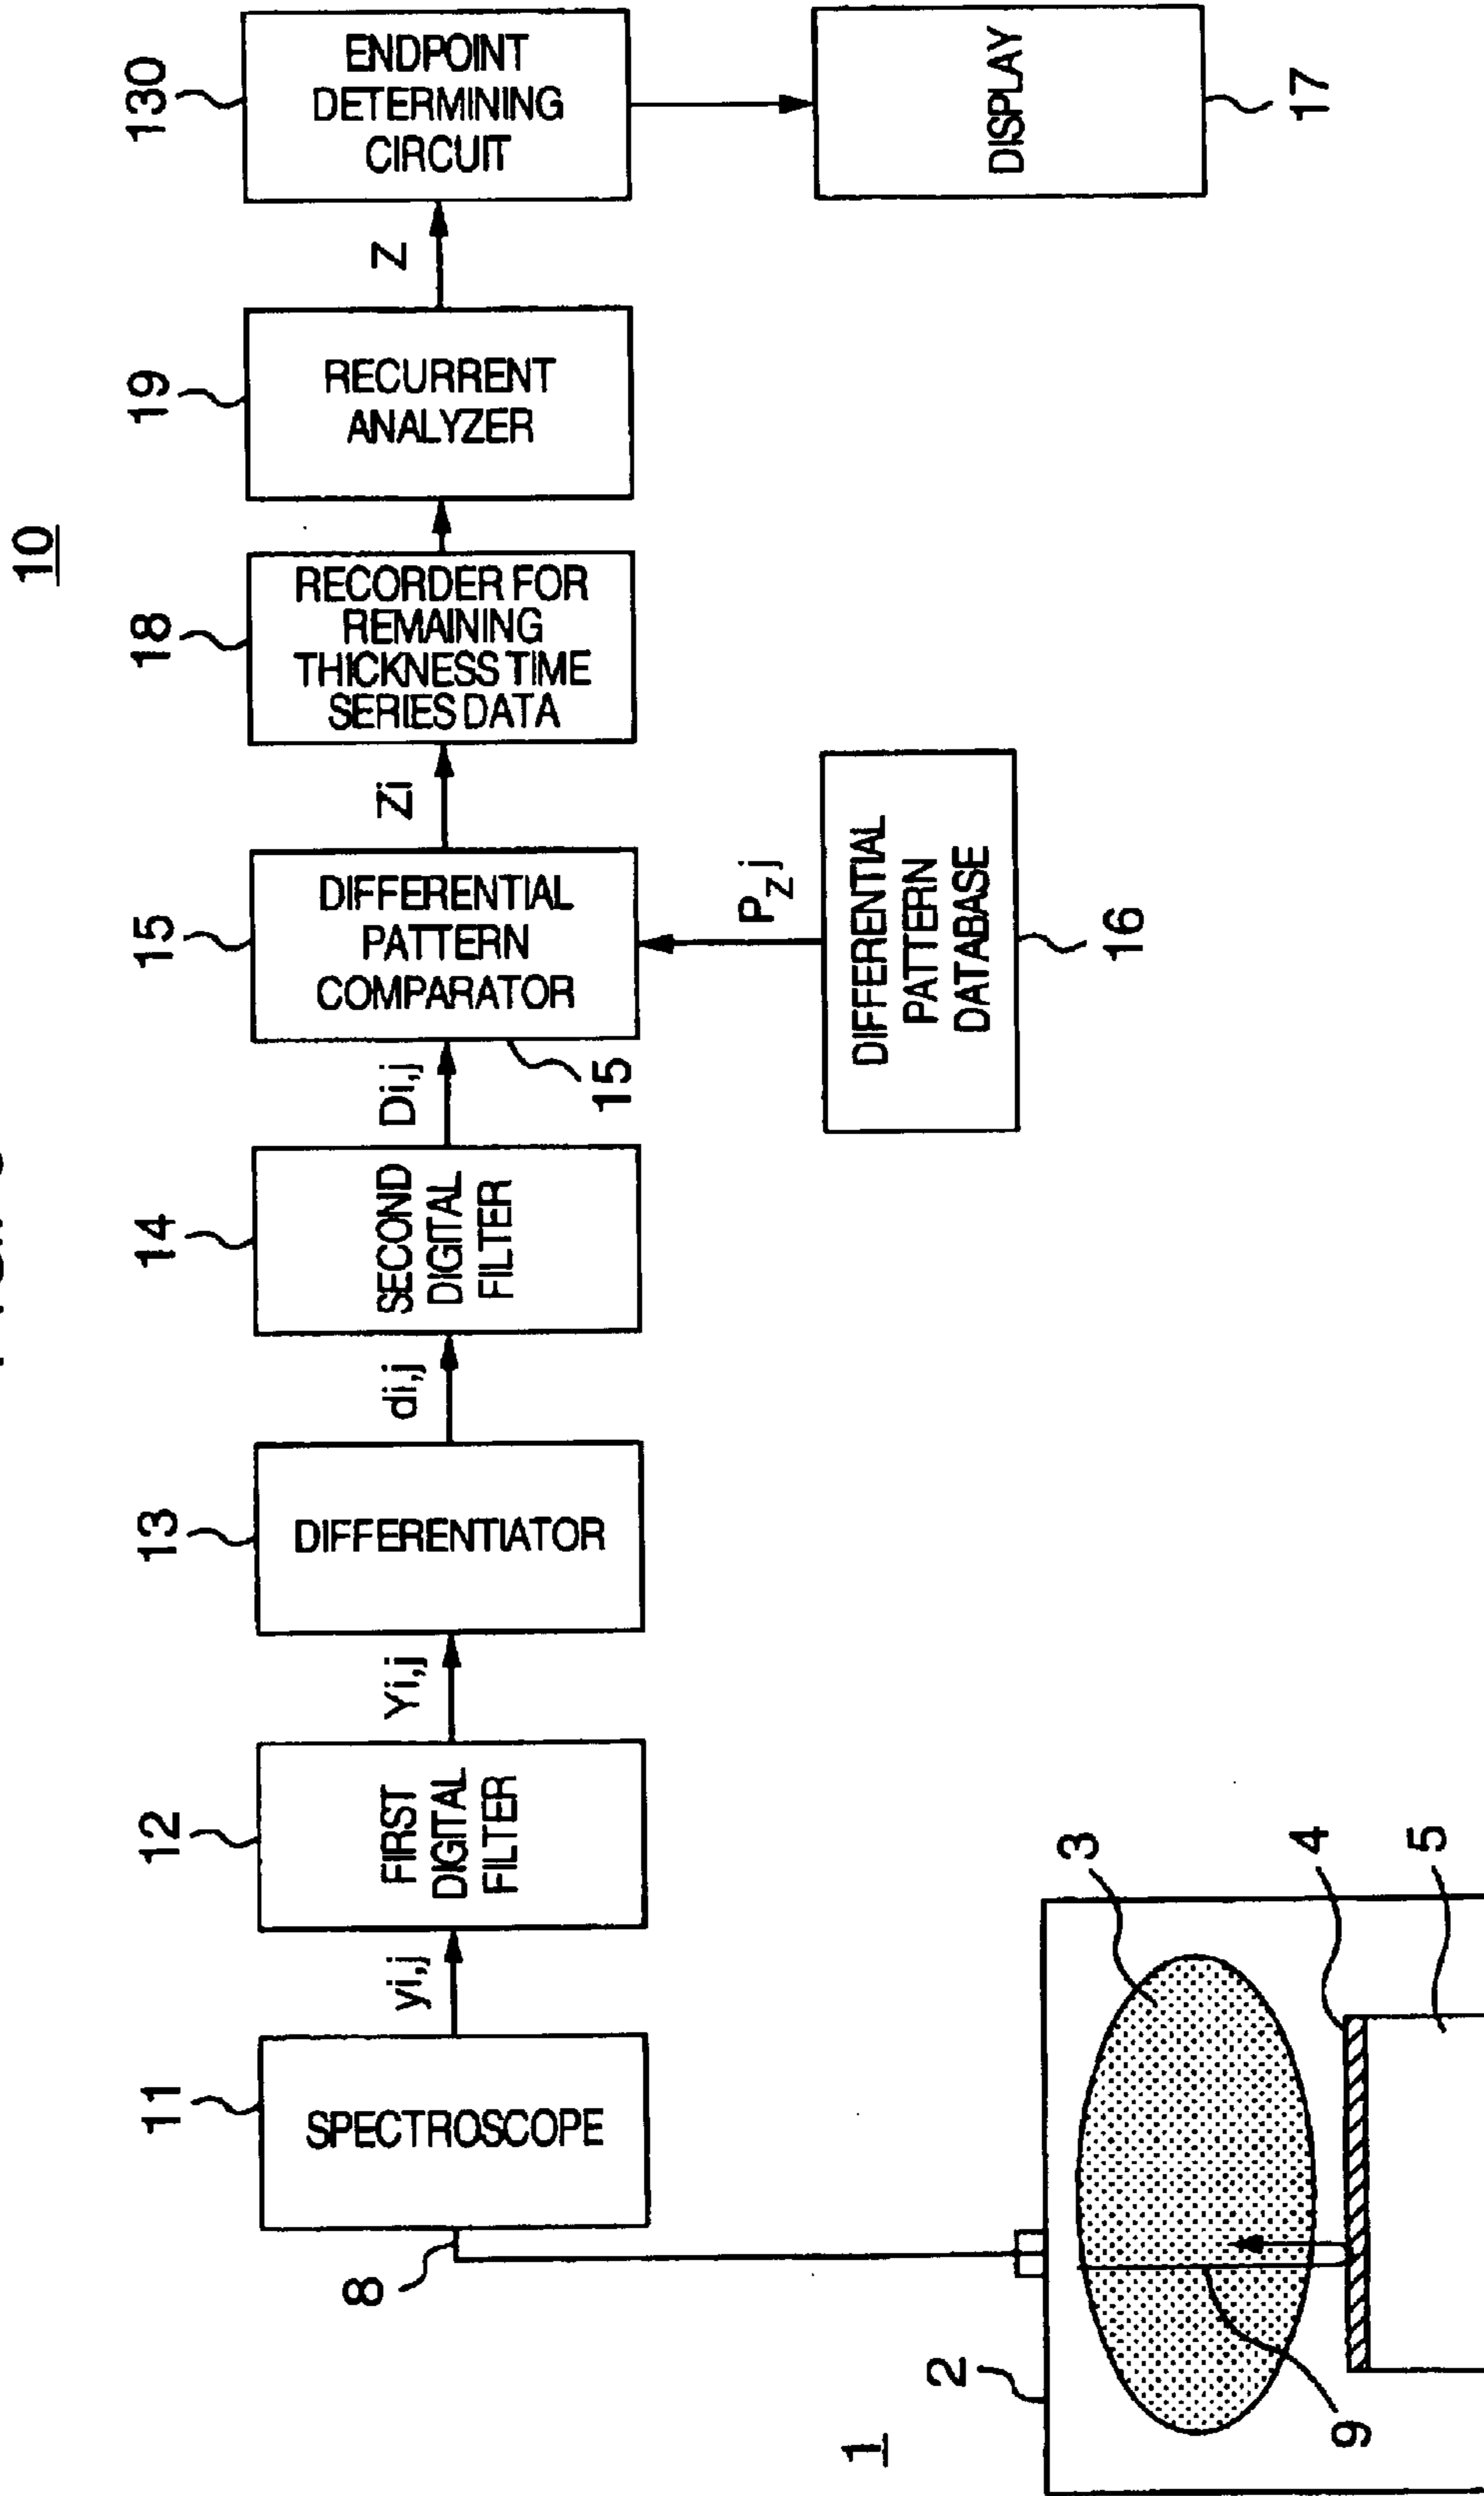 10
11
SPECTROSCOPE
yi,j
12
FIRST
DIGITAL
FILTER
Yi,j
13
DIFFERENTIATOR
di,j
14
SECOND
DIGITAL
FILTER
Di,j
15
DIFFERENTIAL
PATTERN
COMPARATOR
15
Zi
18
RECORDER FOR
REMAINING
THICKNESS TIME
SERIES DATA
19
RECURRENT
ANALYZER
Z
130
ENDPOINT
DETERMINING
CIRCUIT
DISPLAY
17
Pzj
DIFFERENTIAL
PATTERN
DATABASE
16
8
1
2
3
4
5
9